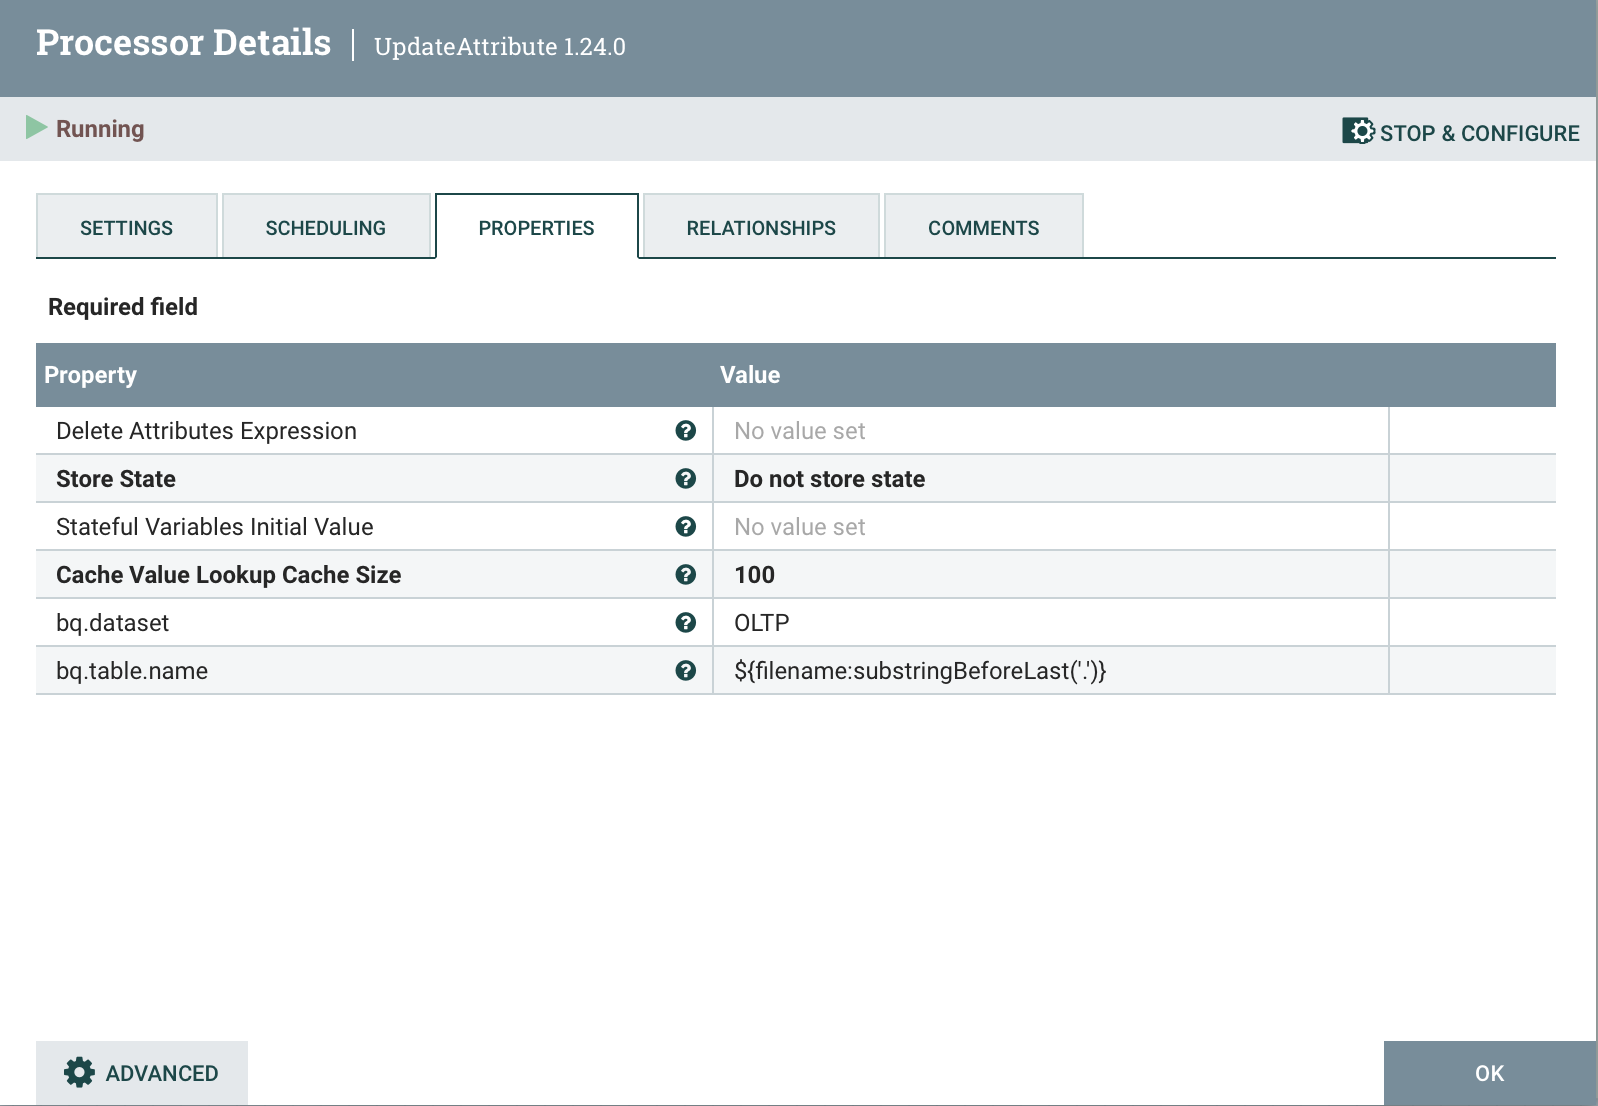 Processor Details | UpdateAttribute 1.24.0
Running
STOP & CONFIGURE
SETTINGS SCHEDULING PROPERTIES RELATIONSHIPS COMMENTS
Required field
Property Value
Delete Attributes Expression No value set
Store State Do not store state
Stateful Variables Initial Value No value set
Cache Value Lookup Cache Size 100
bq.dataset OLTP
bq.table.name ${filename:substringBeforeLast('.')}
ADVANCED OK